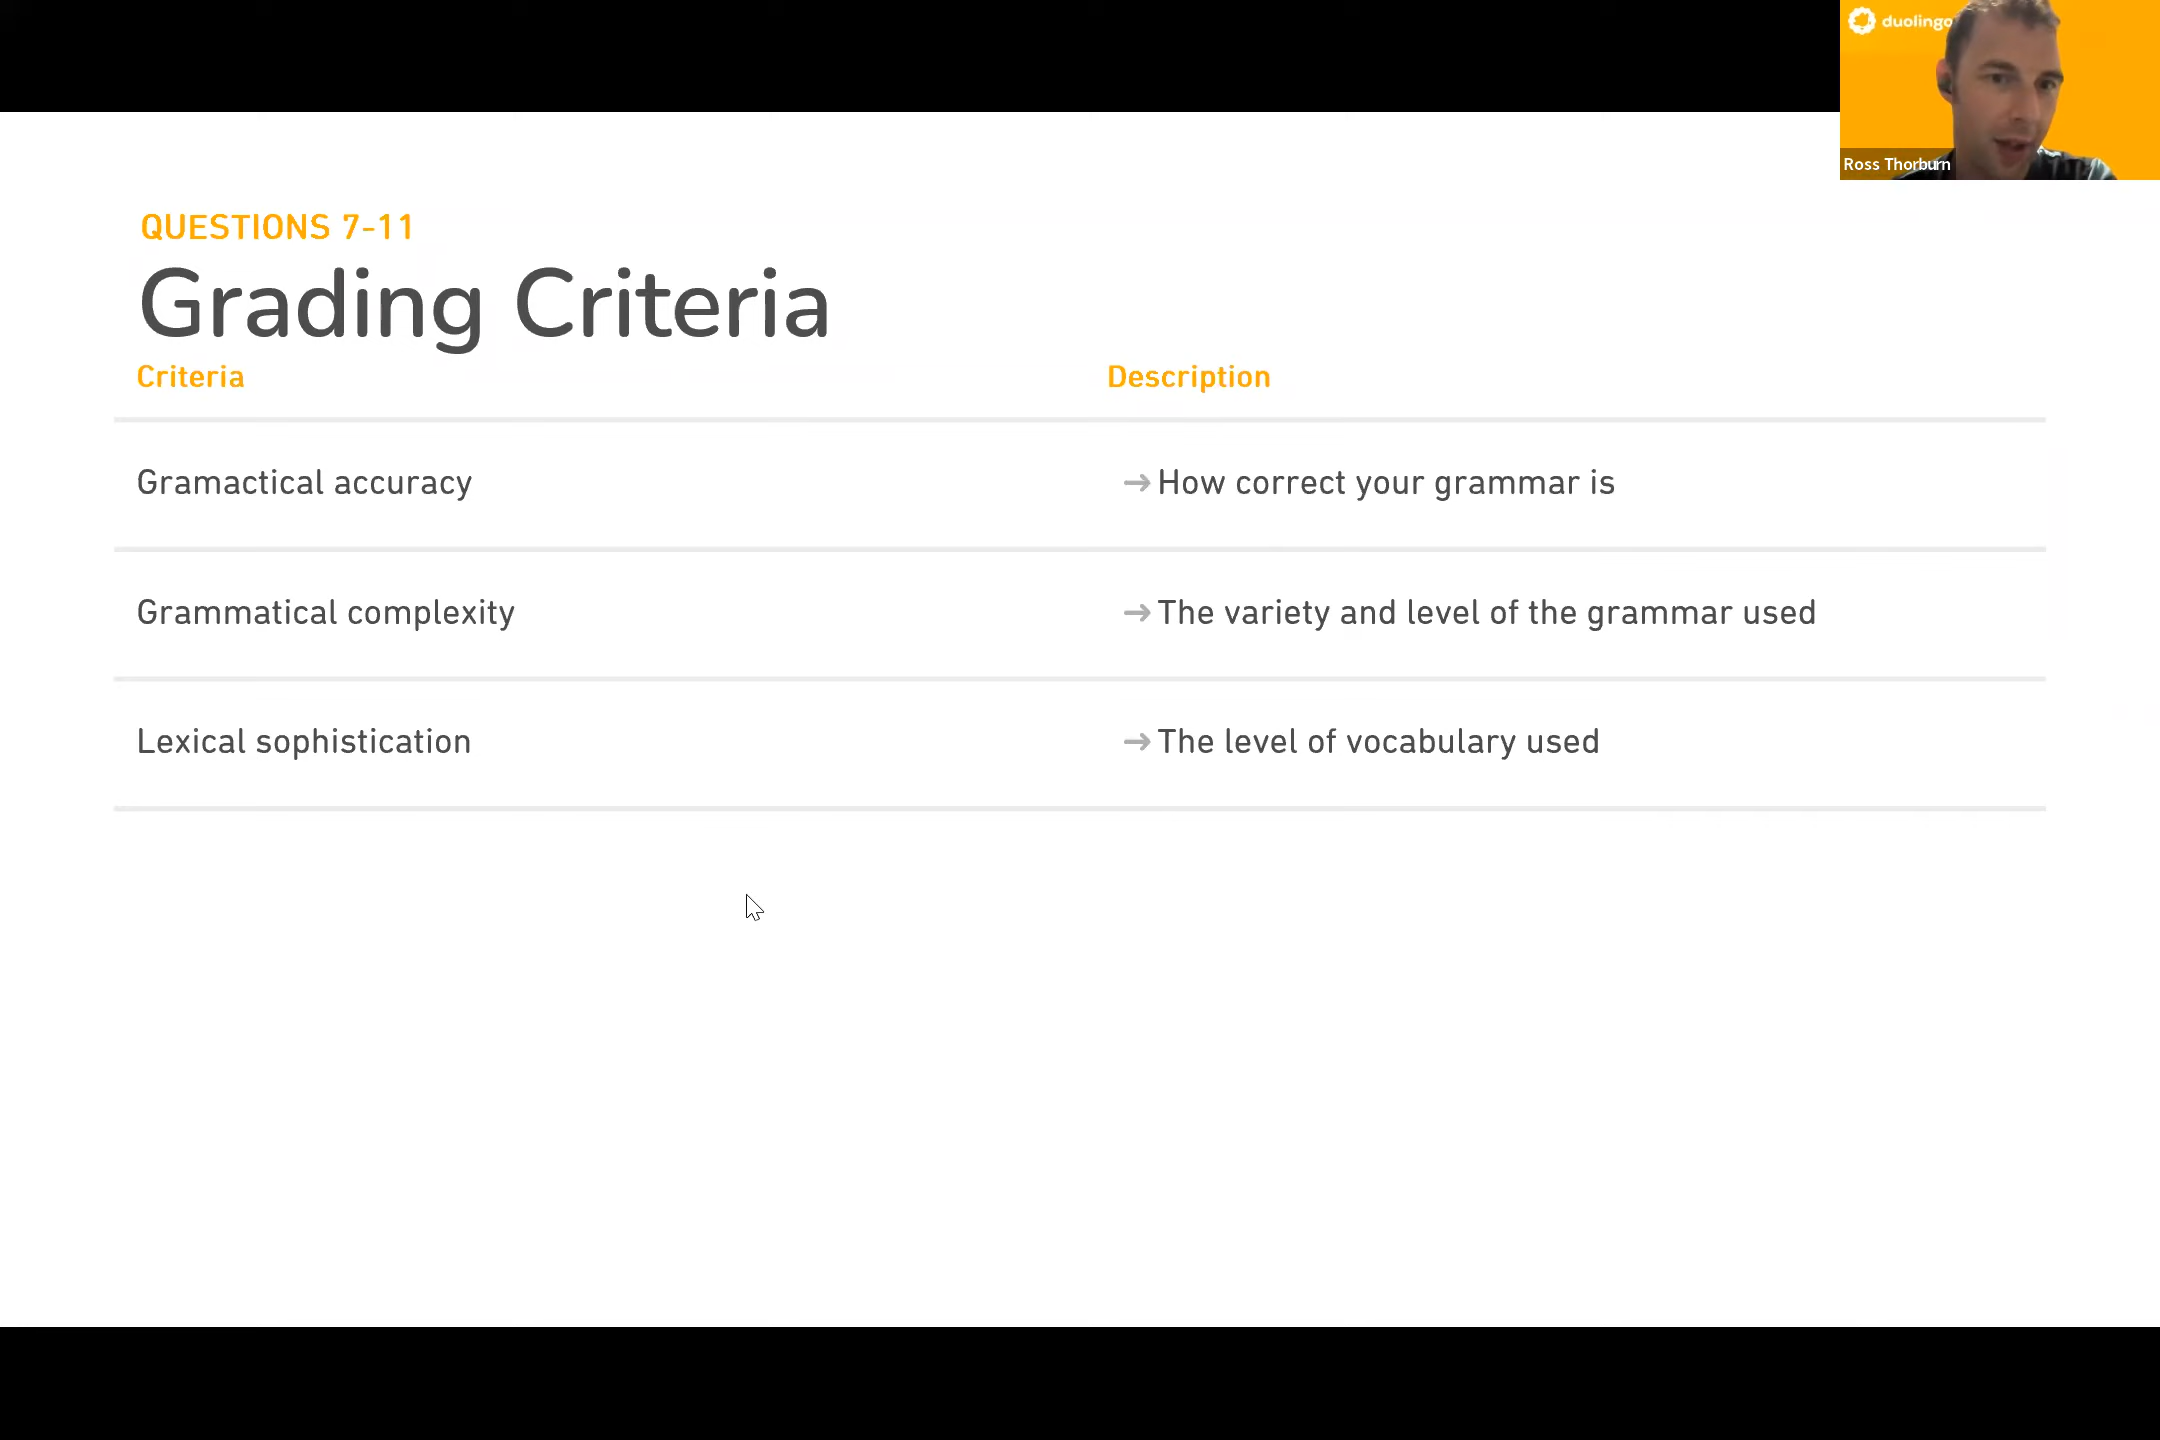 duolingo
Ross Thorburn
QUESTIONS 7-11
Grading Criteria
Criteria Description
Gramactical accuracy → How correct your grammar is
Grammatical complexity → The variety and level of the grammar used
Lexical sophistication → The level of vocabulary used